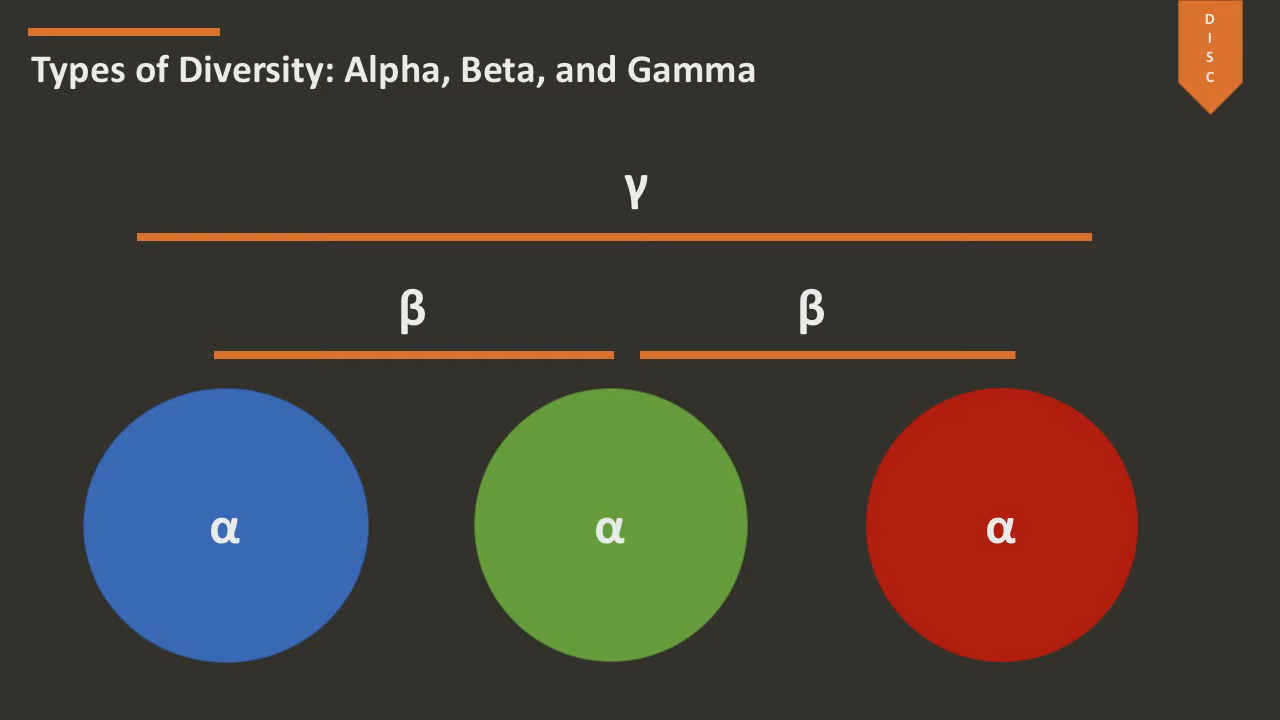 Types of Diversity: Alpha, Beta, and Gamma
D
I
S
C
γ
β β
α α α